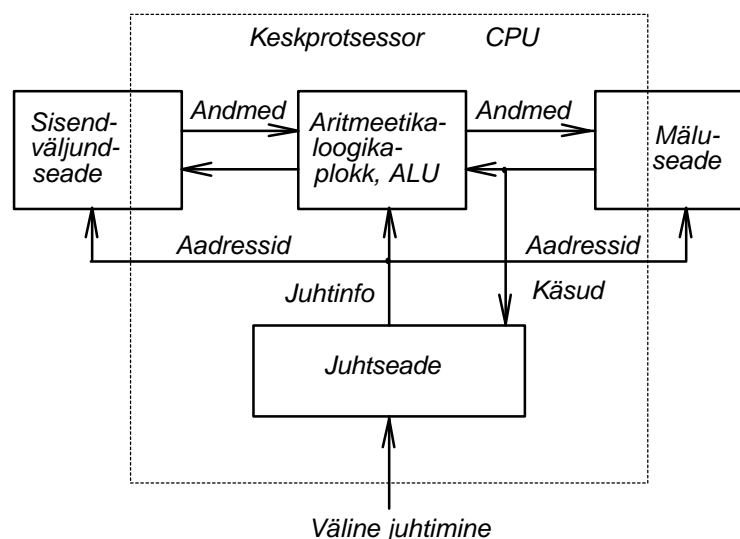 Keskprotsessor CPU
Sisend-
väljund-
seade
Andmed
Aritmeetika-
loogika-
plokk, ALU
Andmed
Mälu-
seade
Aadressid
Aadressid
Juhtinfo
Käsud
Juhtseade
Väline juhtimine